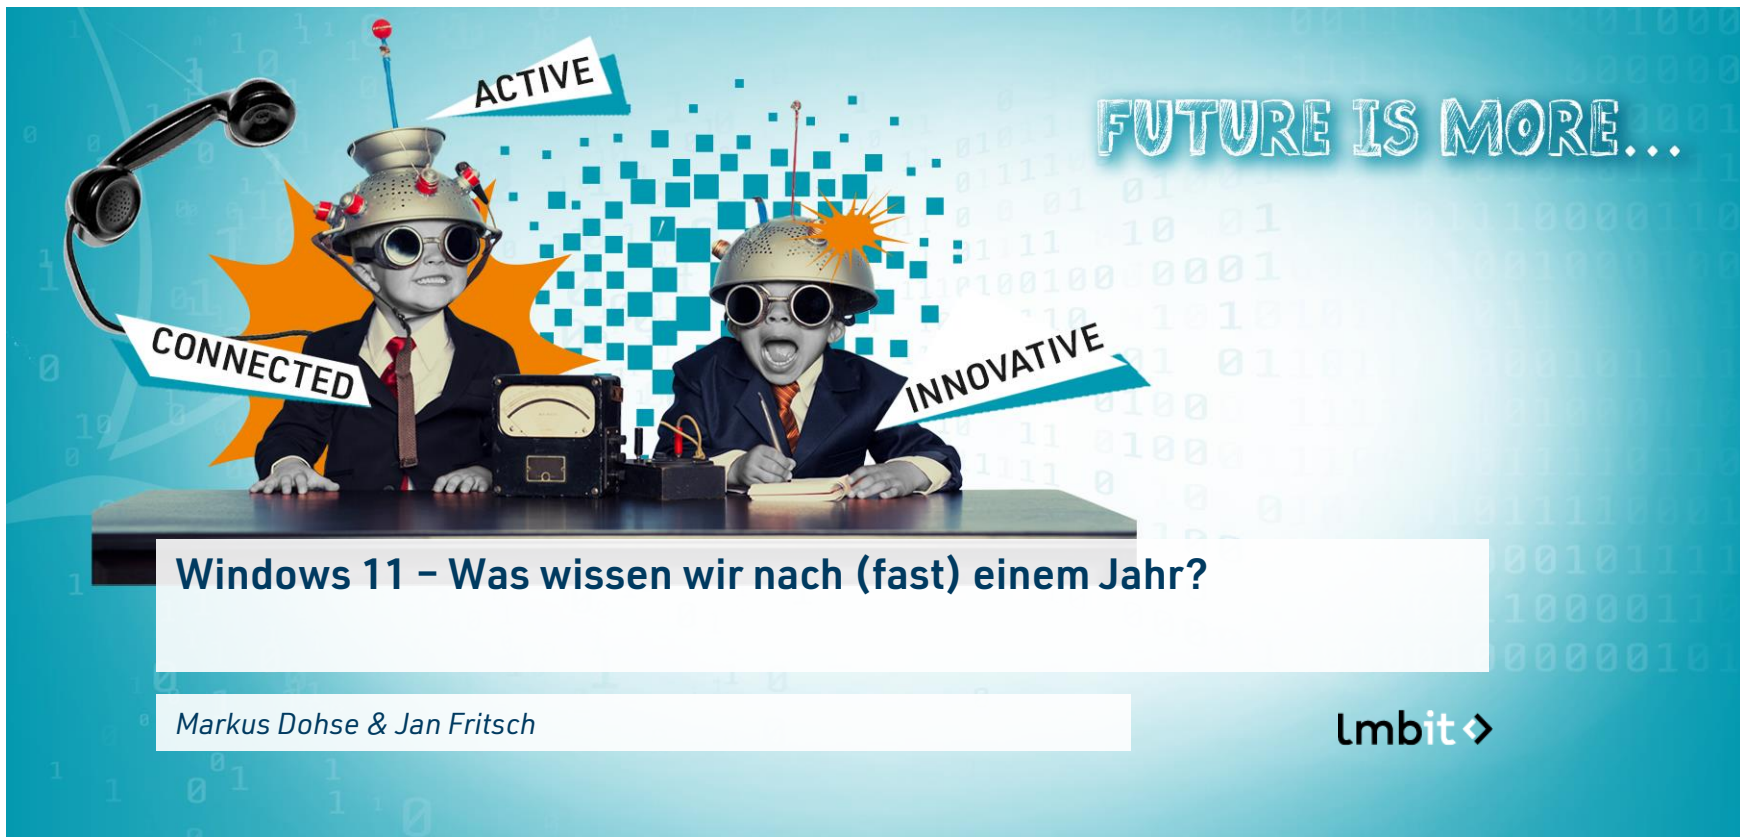 ACTIVE
FUTURE IS MORE...
CONNECTED
INNOVATIVE
Windows 11 – Was wissen wir nach (fast) einem Jahr?
Markus Dohse & Jan Fritsch
lmbit